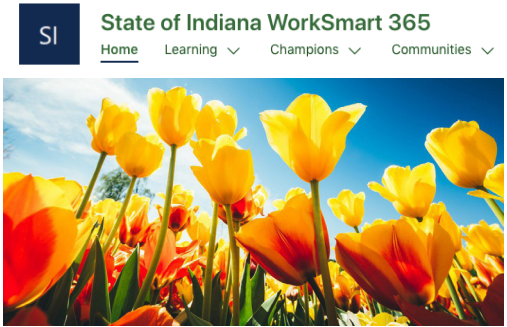 SI
State of Indiana WorkSmart 365
Home Learning Champions Communities